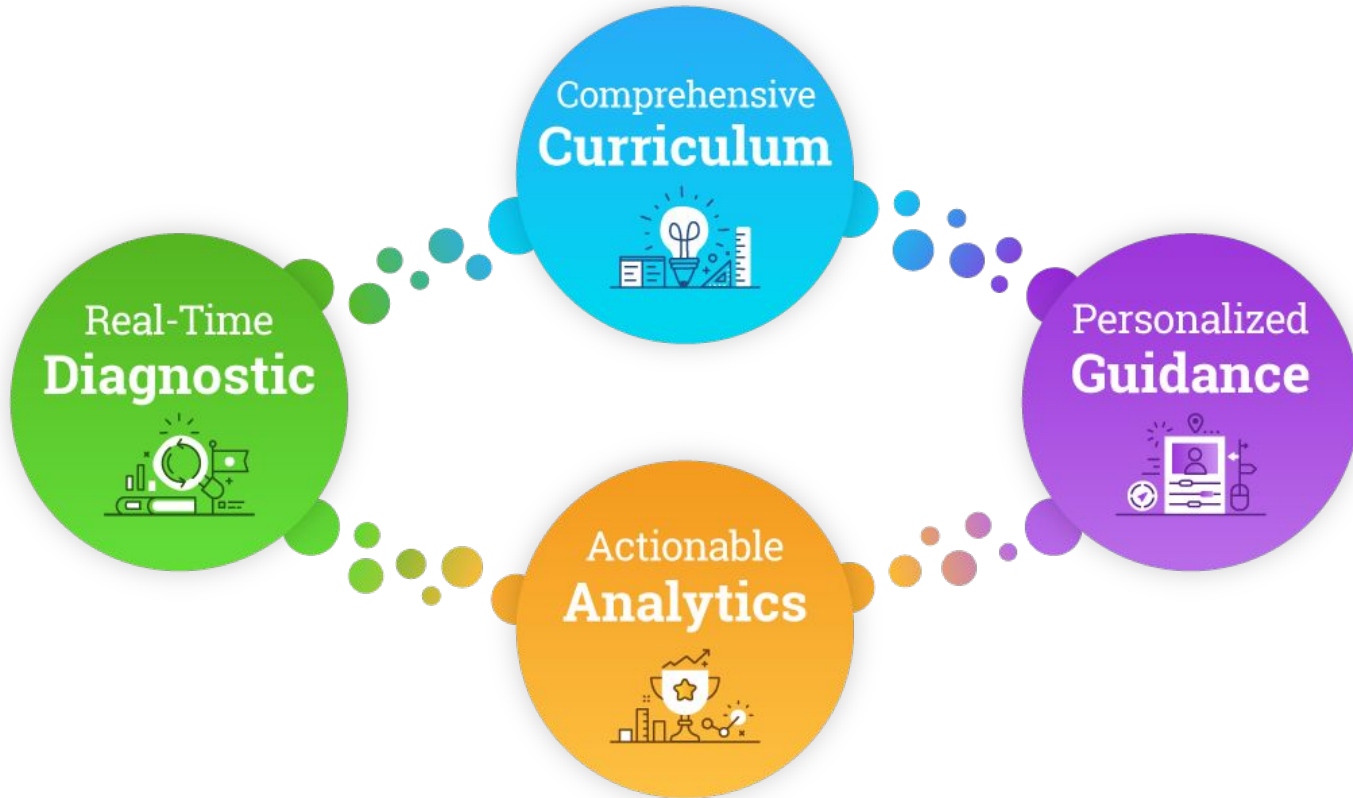 Comprehensive
Curriculum
Real-Time
Diagnostic
Personalized
Guidance
Actionable
Analytics